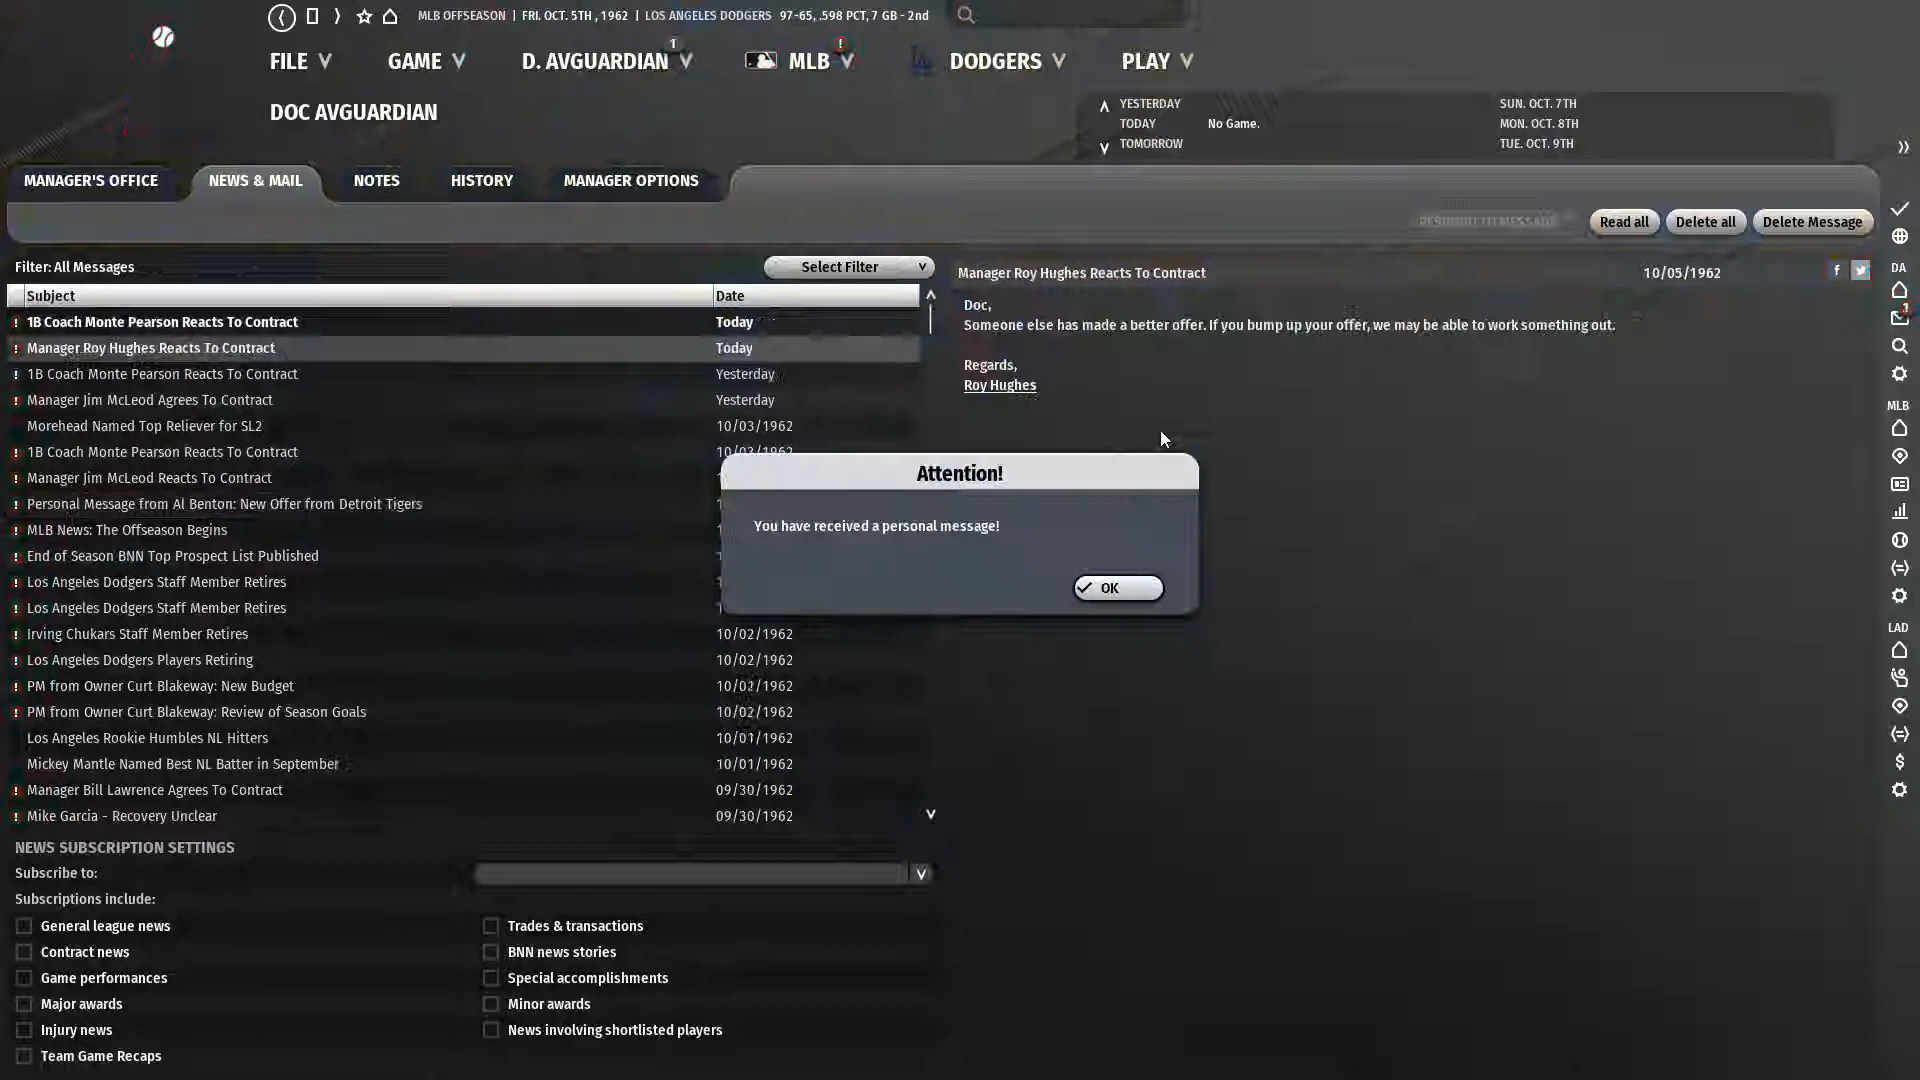 MLB OFFSEASON | FRI. OCT. 5TH , 1962 | LOS ANGELES DODGERS 97-65, .598 PCT, 7 GB - 2nd
FILE GAME D. AVGUARDIAN 1 MLB ! DODGERS PLAY
DOC AVGUARDIAN
YESTERDAY
TODAY No Game.
TOMORROW
SUN. OCT. 7TH
MON. OCT. 8TH
TUE. OCT. 9TH
MANAGER'S OFFICE NEWS & MAIL NOTES HISTORY MANAGER OPTIONS
Read all Delete all Delete Message
Filter: All Messages Select Filter
Subject Date
! 1B Coach Monte Pearson Reacts To Contract Today
! Manager Roy Hughes Reacts To Contract Today
! 1B Coach Monte Pearson Reacts To Contract Yesterday
! Manager Jim McLeod Agrees To Contract Yesterday
Morehead Named Top Reliever for SL2 10/03/1962
! 1B Coach Monte Pearson Reacts To Contract 10/03/1962
! Manager Jim McLeod Reacts To Contract
! Personal Message from Al Benton: New Offer from Detroit Tigers
! MLB News: The Offseason Begins
! End of Season BNN Top Prospect List Published
! Los Angeles Dodgers Staff Member Retires
! Los Angeles Dodgers Staff Member Retires
! Irving Chukars Staff Member Retires 10/02/1962
! Los Angeles Dodgers Players Retiring 10/02/1962
! PM from Owner Curt Blakeway: New Budget 10/02/1962
! PM from Owner Curt Blakeway: Review of Season Goals 10/02/1962
Los Angeles Rookie Humbles NL Hitters 10/01/1962
Mickey Mantle Named Best NL Batter in September 10/01/1962
! Manager Bill Lawrence Agrees To Contract 09/30/1962
! Mike Garcia - Recovery Unclear 09/30/1962
Manager Roy Hughes Reacts To Contract 10/05/1962
Doc,
Someone else has made a better offer. If you bump up your offer, we may be able to work something out.
Regards,
Roy Hughes
Attention!
You have received a personal message!
OK
NEWS SUBSCRIPTION SETTINGS
Subscribe to:
Subscriptions include:
General league news Trades & transactions
Contract news BNN news stories
Game performances Special accomplishments
Major awards Minor awards
Injury news News involving shortlisted players
Team Game Recaps
DA
1
MLB
LAD